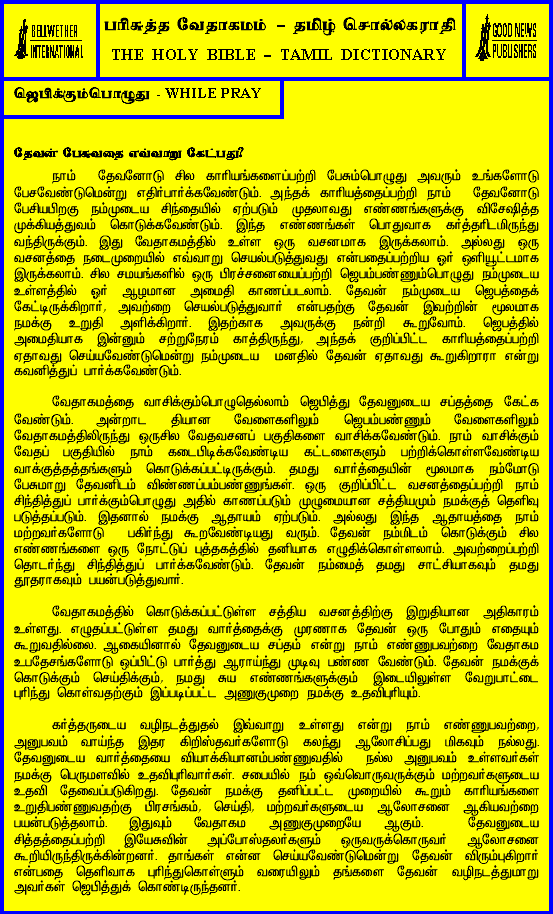 BELLWETHER
INTERNATIONAL
பரிசுத்த வேதாகமம் – தமிழ் சொல்லகராதி
THE HOLY BIBLE – TAMIL DICTIONARY
GOOD NEWS
PUBLISHERS
ஜெபிக்கும்பொழுது - WHILE PRAY
தேவன் பேசுவதை எவ்வாறு கேட்பது?
நாம் தேவனோடு சில காரியங்களைப்பற்றி பேசும்பொழுது அவரும் உங்களோடு
பேசவேண்டுமென்று எதிர்பார்க்கவேண்டும். அந்தக் காரியத்தைப்பற்றி நாம் தேவனோடு
பேசியபிறகு நம்முடைய சிந்தையில் ஏற்படும் முதலாவது எண்ணங்களுக்கு விசேஷித்த
முக்கியத்துவம் கொடுக்கவேண்டும். இந்த எண்ணங்கள் பொதுவாக கர்த்தரிடமிருந்து
வந்திருக்கும். இது வேதாகமத்தில் உள்ள ஒரு வசனமாக இருக்கலாம். அல்லது ஒரு
வசனத்தை நடைமுறையில் எவ்வாறு செயல்படுத்துவது என்பதைப்பற்றிய ஓர் ஒளியூட்டமாக
இருக்கலாம். சில சமயங்களில் ஒரு பிரச்சனையைப்பற்றி ஜெபம்பண்ணும்பொழுது நம்முடைய
உள்ளத்தில் ஓர் ஆழமான அமைதி காணப்படலாம். தேவன் நம்முடைய ஜெபத்தைக்
கேட்டிருக்கிறார், அவற்றை செயல்படுத்துவார் என்பதற்கு தேவன் இவற்றின் மூலமாக
நமக்கு உறுதி அளிக்கிறார். இதற்காக அவருக்கு நன்றி கூறுவோம். ஜெபத்தில்
அமைதியாக இன்னும் சற்றுநேரம் காத்திருந்து, அந்தக் குறிப்பிட்ட காரியத்தைப்பற்றி
ஏதாவது செய்யவேண்டுமென்று நம்முடைய மனதில் தேவன் ஏதாவது கூறுகிறாரா என்று
கவனித்துப் பார்க்கவேண்டும்.
வேதாகமத்தை வாசிக்கும்பொழுதெல்லாம் ஜெபித்து தேவனுடைய சப்தத்தை கேட்க
வேண்டும். அன்றாட தியான வேளைகளிலும் ஜெபம்பண்ணும் வேளைகளிலும்
வேதாகமத்திலிருந்து ஒருசில வேதவசனப் பகுதிகளை வாசிக்கவேண்டும். நாம் வாசிக்கும்
வேதப் பகுதியில் நாம் கடைபிடிக்கவேண்டிய கட்டளைகளும் பற்றிக்கொள்ளவேண்டிய
வாக்குத்தத்தங்களும் கொடுக்கப்பட்டிருக்கும். தமது வார்த்தையின் மூலமாக நம்மோடு
பேசுமாறு தேவனிடம் விண்ணப்பம்பண்ணுங்கள். ஒரு குறிப்பிட்ட வசனத்தைப்பற்றி நாம்
சிந்தித்துப் பார்க்கும்பொழுது அதில் காணப்படும் முழுமையான சத்தியமும் நமக்குத் தெளிவு
படுத்தப்படும். இதனால் நமக்கு ஆதாயம் ஏற்படும். அல்லது இந்த ஆதாயத்தை நாம்
மற்றவர்களோடு பகிர்ந்து கூறவேண்டியது வரும். தேவன் நம்மிடம் கொடுக்கும் சில
எண்ணங்களை ஒரு நோட்டுப் புத்தகத்தில் தனியாக எழுதிக்கொள்ளலாம். அவற்றைப்பற்றி
தொடர்ந்து சிந்தித்துப் பார்க்கவேண்டும். தேவன் நம்மைத் தமது சாட்சியாகவும் தமது
தூதராகவும் பயன்படுத்துவார்.
வேதாகமத்தில் கொடுக்கப்பட்டுள்ள சத்திய வசனத்திற்கு இறுதியான அதிகாரம்
உள்ளது. எழுதப்பட்டுள்ள தமது வார்த்தைக்கு முரணாக தேவன் ஒரு போதும் எதையும்
கூறுவதில்லை. ஆகையினால் தேவனுடைய சப்தம் என்று நாம் எண்ணுபவற்றை வேதாகம
உபதேசங்களோடு ஒப்பிட்டு பார்த்து ஆராய்ந்து முடிவு பண்ண வேண்டும். தேவன் நமக்குக்
கொடுக்கும் செய்திக்கும், நமது சுய எண்ணங்களுக்கும் இடையிலுள்ள வேறுபாட்டை
புரிந்து கொள்வதற்கும் இப்படிப்பட்ட அணுகுமுறை நமக்கு உதவிபுரியும்.
கர்த்தருடைய வழிநடத்துதல் இவ்வாறு உள்ளது என்று நாம் எண்ணுபவற்றை,
அனுபவம் வாய்ந்த இதர கிறிஸ்தவர்களோடு கலந்து ஆலோசிப்பது மிகவும் நல்லது.
தேவனுடைய வார்த்தையை வியாக்கியானம்பண்ணுவதில் நல்ல அனுபவம் உள்ளவர்கள்
நமக்கு பெருமளவில் உதவிபுரிவார்கள். சபையில் நம் ஒவ்வொருவருக்கும் மற்றவர்களுடைய
உதவி தேவைப்படுகிறது. தேவன் நமக்கு தனிப்பட்ட முறையில் கூறும் காரியங்களை
உறுதிபண்ணுவதற்கு பிரசங்கம், செய்தி, மற்றவர்களுடைய ஆலோசனை ஆகியவற்றை
பயன்படுத்தலாம். இதுவும் வேதாகம அணுகுமுறையே ஆகும். தேவனுடைய
சித்தத்தைப்பற்றி இயேசுவின் அப்போஸ்தலர்களும் ஒருவருக்கொருவர் ஆலோசனை
கூறியிருந்திருக்கின்றனர். தாங்கள் என்ன செய்யவேண்டுமென்று தேவன் விரும்புகிறார்
என்பதை தெளிவாக புரிந்துகொள்ளும் வரையிலும் தங்களை தேவன் வழிநடத்துமாறு
அவர்கள் ஜெபித்துக் கொண்டிருந்தனர்.